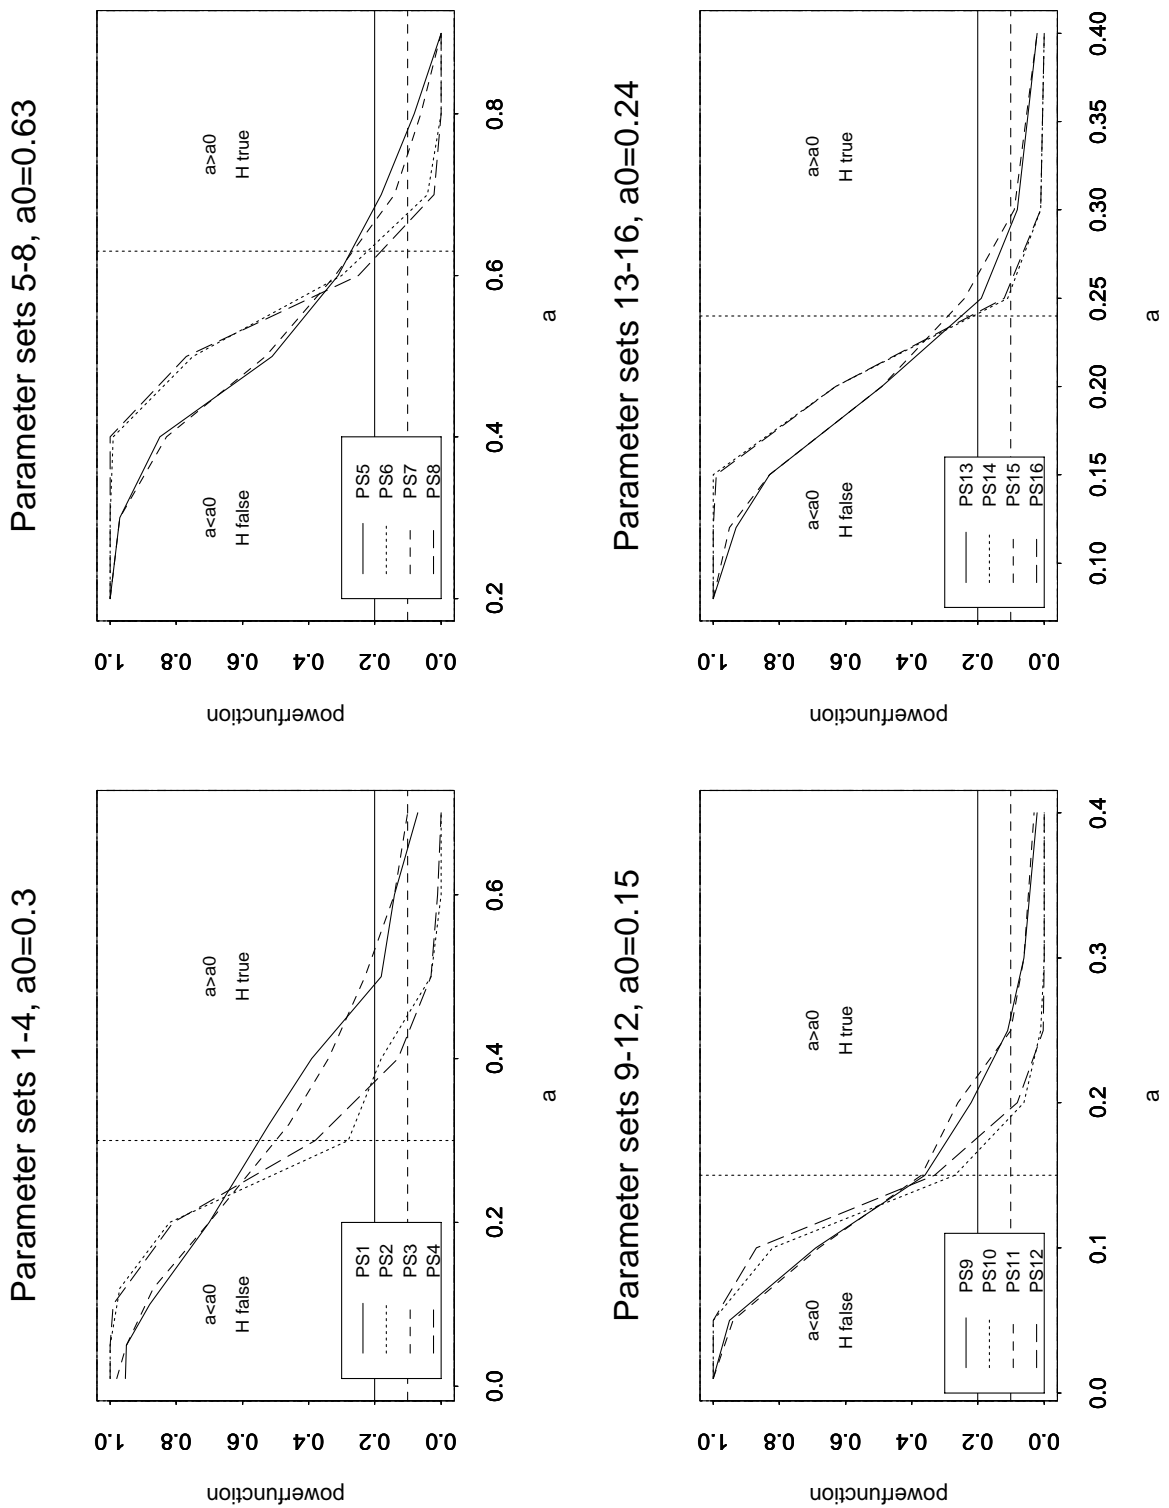 Parameter sets 1-4, a0=0.3
powerfunction
0.0 0.2 0.4 0.6 0.8 1.0
a<a0
H false
a>a0
H true
PS1
PS2
PS3
PS4
0.0 0.2 0.4 0.6
a
Parameter sets 5-8, a0=0.63
powerfunction
0.0 0.2 0.4 0.6 0.8 1.0
a<a0
H false
a>a0
H true
PS5
PS6
PS7
PS8
0.2 0.4 0.6 0.8
a
Parameter sets 9-12, a0=0.15
powerfunction
0.0 0.2 0.4 0.6 0.8 1.0
a<a0
H false
a>a0
H true
PS9
PS10
PS11
PS12
0.0 0.1 0.2 0.3 0.4
a
Parameter sets 13-16, a0=0.24
powerfunction
0.0 0.2 0.4 0.6 0.8 1.0
a<a0
H false
a>a0
H true
PS13
PS14
PS15
PS16
0.10 0.15 0.20 0.25 0.30 0.35 0.40
a